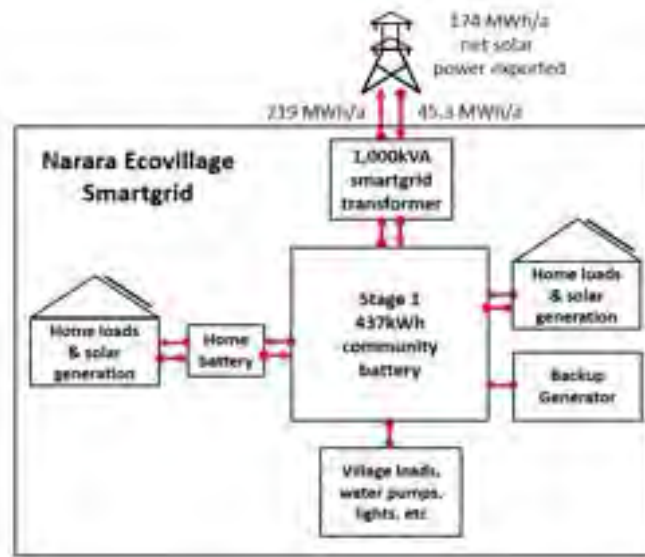 174 MWh/a
net solar
power exported
219 MWh/a
45.3 MWh/a
Narara Ecovillage
Smartgrid
1,000kVA
smartgrid
transformer
Home loads
& solar
generation
Home
battery
Stage 1
437kWh
community
battery
Home loads
& solar
generation
Backup
Generator
Village loads,
water pumps,
lights, etc